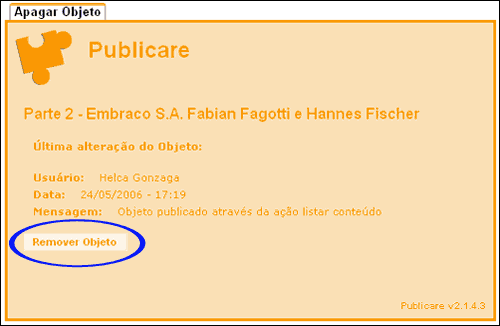 Apagar Objeto
Publicare
Parte 2 - Embraco S.A. Fabian Fagotti e Hannes Fischer
Última alteração do Objeto:
Usuário: Helca Gonzaga
Data: 24/05/2006 - 17:19
Mensagem: Objeto publicado através da ação listar conteúdo
Remover Objeto
Publicare v2.1.4.3